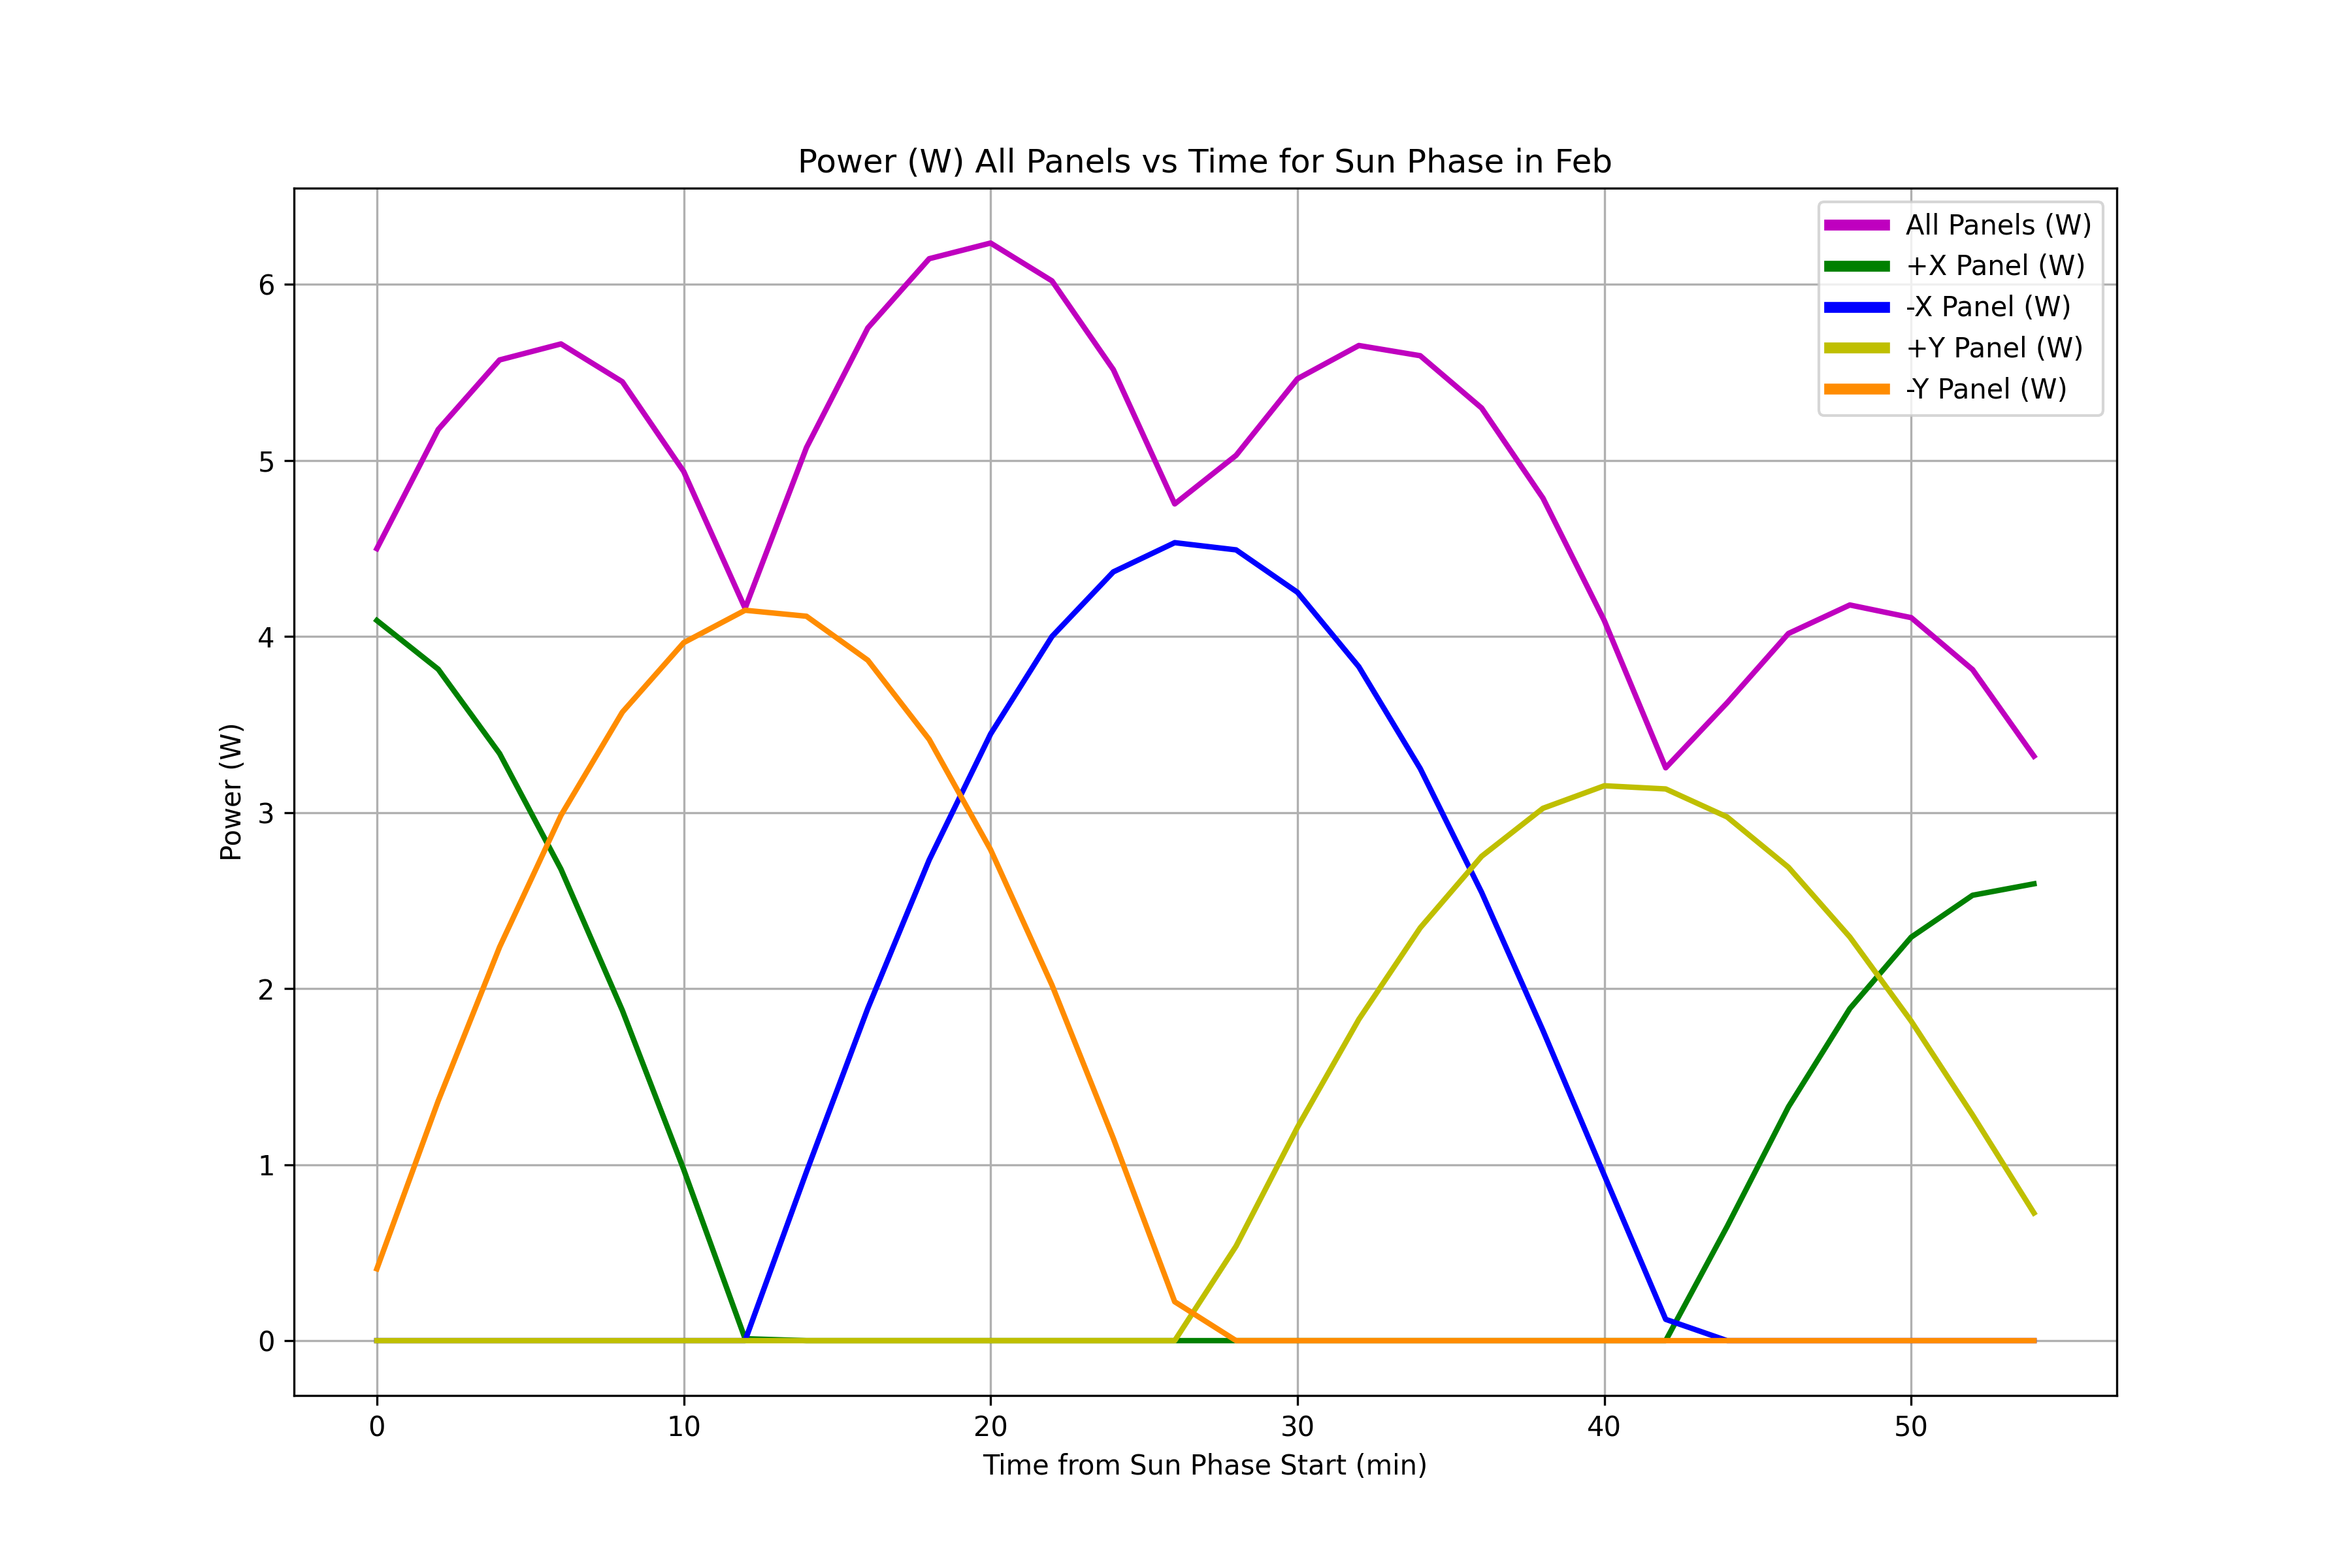 Power (W) All Panels vs Time for Sun Phase in Feb
All Panels (W)
+X Panel (W)
-X Panel (W)
+Y Panel (W)
-Y Panel (W)
Power (W)
6
5
4
3
2
1
0
0 10 20 30 40 50
Time from Sun Phase Start (min)